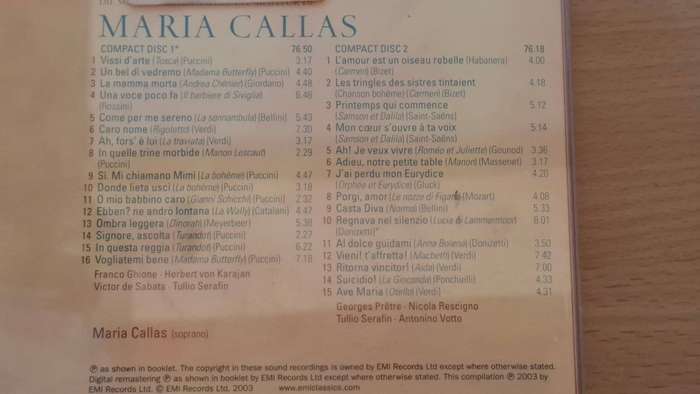 MARIA CALLAS
COMPACT DISC 1* 76.50
1 Vissi d'arte (Tosca) (Puccini) 3.17
2 Un bel di vedremo (Madama Butterfly) (Puccini) 4.40
3 La mamma morta (Andrea Chénier) (Giordano) 4.48
4 Una voce poco fa (Il barbiere di Siviglia) 6.46
(Rossini)
5 Come per me sereno (La sonnambula) (Bellini) 5.43
6 Caro nome (Rigoletto) (Verdi) 7.30
7 Ah, fors' è lui (La traviata) (Verdi) 3.17
8 In quelle trine morbide (Manon Lescaut) 2.29
(Puccini)
9 Sì. Mi chiamano Mimì (La bohème) (Puccini) 4.47
10 Donde lieta uscì (La bohème) (Puccini) 3.18
11 O mio babbino caro (Gianni Schicchi) (Puccini) 2.33
12 Ebben? ne andrò lontana (La Wally) (Catalani) 4.47
13 Ombra leggera (Dinorah) (Meyerbeer) 5.38
14 Signore, ascolta (Turandot) (Puccini) 2.27
15 In questa reggia (Turandot) (Puccini) 6.22
16 Vogliatemi bene (Madama Butterfly) (Puccini) 7.18
Franco Ghione · Herbert von Karajan
Victor de Sabata · Tullio Serafin
Maria Callas (soprano)
COMPACT DISC 2 76.18
1 L'amour est un oiseau rebelle (Habanera) 4.00
(Carmen) (Bizet)
2 Les tringles des sistres tintaient 4.18
(Chanson bohème) (Carmen) (Bizet)
3 Printemps qui commence 5.12
(Samson et Dalila) (Saint-Saëns)
4 Mon cœur s'ouvre à ta voix 5.14
(Samson et Dalila) (Saint-Saëns)
5 Ah! Je veux vivre (Roméo et Juliette) (Gounod) 3.36
6 Adieu, notre petite table (Manon) (Massenet) 3.17
7 J'ai perdu mon Eurydice 4.20
(Orphée et Eurydice) (Gluck)
8 Porgi, amor (Le nozze di Figaro) (Mozart) 4.08
9 Casta Diva (Norma) (Bellini) 5.33
10 Regnava nel silenzio (Lucia di Lammermoor) 6.01
(Donizetti)*
11 Al dolce guidami (Anna Bolena) (Donizetti) 3.50
12 Vieni! t'affretta! (Macbeth) (Verdi) 7.42
13 Ritorna vincitor! (Aida) (Verdi) 7.00
14 Suicidio! (La Gioconda) (Ponchielli) 4.33
15 Ave Maria (Otello) (Verdi) 4.31
Georges Prêtre · Nicola Rescigno
Tullio Serafin · Antonino Votto
℗ as shown in booklet. The copyright in these sound recordings is owned by EMI Records Ltd except where otherwise stated.
Digital remastering ℗ as shown in booklet by EMI Records Ltd except where otherwise stated. This compilation ℗ 2003 by
EMI Records Ltd. © EMI Records Ltd, 2003 www.emiclassics.com